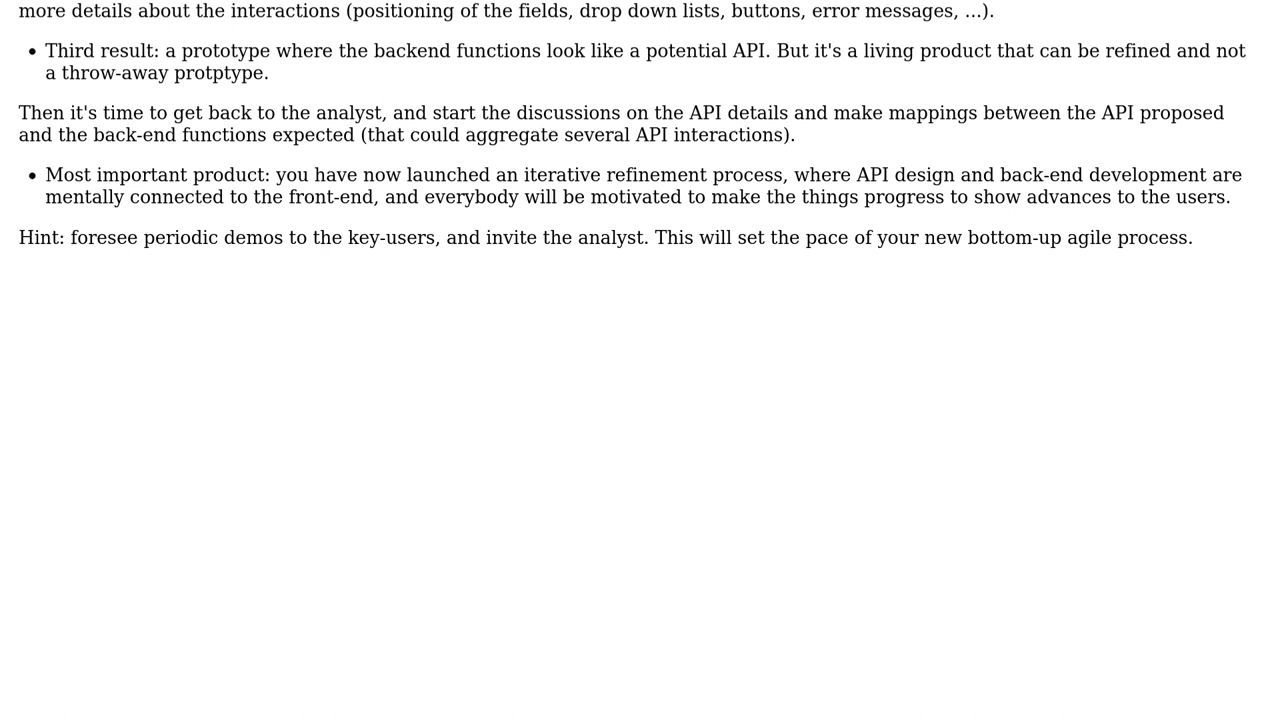 more details about the interactions (positioning of the fields, drop down lists, buttons, error messages, ...).
• Third result: a prototype where the backend functions look like a potential API. But it's a living product that can be refined and not
a throw-away protptype.
Then it's time to get back to the analyst, and start the discussions on the API details and make mappings between the API proposed
and the back-end functions expected (that could aggregate several API interactions).
• Most important product: you have now launched an iterative refinement process, where API design and back-end development are
mentally connected to the front-end, and everybody will be motivated to make the things progress to show advances to the users.
Hint: foresee periodic demos to the key-users, and invite the analyst. This will set the pace of your new bottom-up agile process.